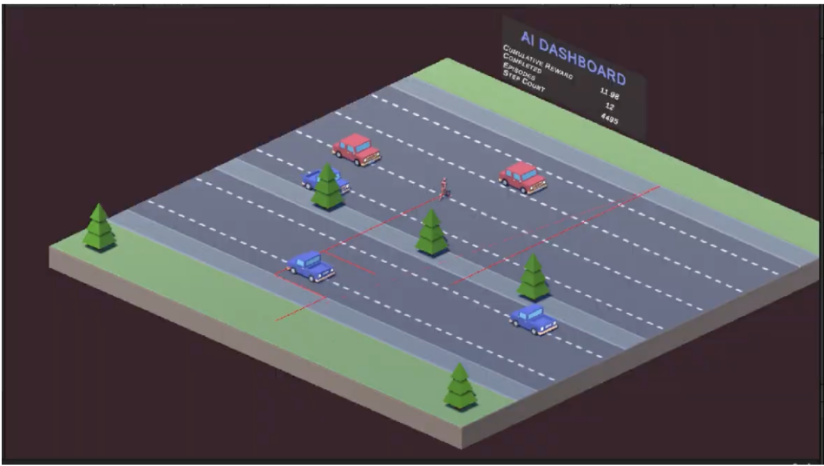 AI DASHBOARD
CUMULATIVE REWARD 11.98
COMPLETED
EPISODES 12
STEP COUNT 4495